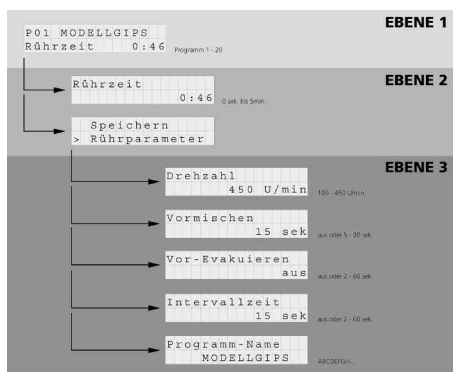 EBENE 1
P01 MODELLGIPS
Rührzeit 0:46
Programm 1 - 20
EBENE 2
Rührzeit
0:46
0 sek. bis 5min.
Speichern
> Rührparameter
EBENE 3
Drehzahl
450 U/min
100 - 450 U/min
Vormischen
15 sek
aus oder 5 - 20 sek.
Vor-Evakuieren
aus
aus oder 2 - 60 sek.
Intervallzeit
15 sek
aus oder 2 - 60 sek.
Programm-Name
MODELLGIPS
ABCDEFGH...